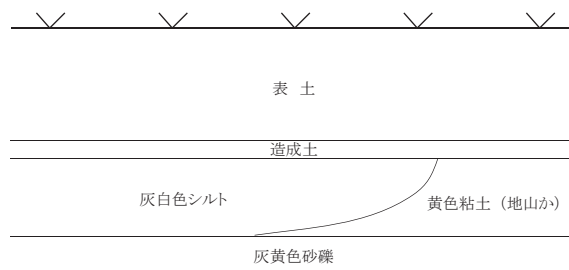 表 土
造成土
灰白色シルト
黄色粘土（地山か）
灰黄色砂礫